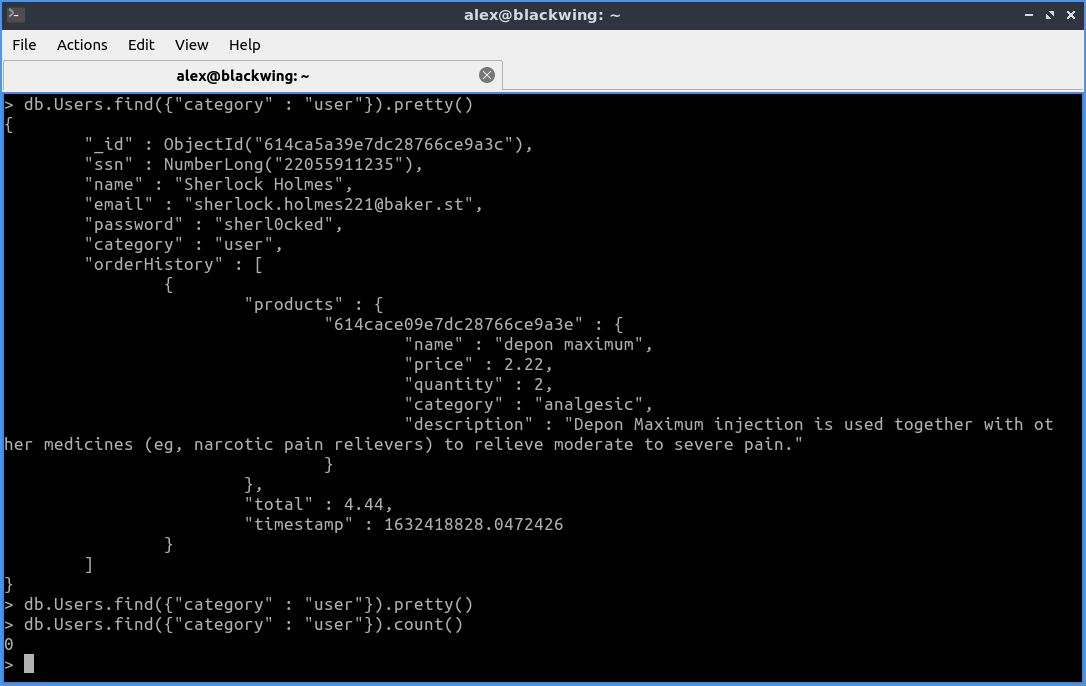 alex@blackwing: ~
File Actions Edit View Help
alex@blackwing: ~
> db.Users.find({"category" : "user"}).pretty()
{
        "_id" : ObjectId("614ca5a39e7dc28766ce9a3c"),
        "ssn" : NumberLong("22055911235"),
        "name" : "Sherlock Holmes",
        "email" : "sherlock.holmes221@baker.st",
        "password" : "sherl0cked",
        "category" : "user",
        "orderHistory" : [
                {
                        "products" : {
                                "614cace09e7dc28766ce9a3e" : {
                                        "name" : "depon maximum",
                                        "price" : 2.22,
                                        "quantity" : 2,
                                        "category" : "analgesic",
                                        "description" : "Depon Maximum injection is used together with ot
her medicines (eg, narcotic pain relievers) to relieve moderate to severe pain."
                                }
                        },
                        "total" : 4.44,
                        "timestamp" : 1632418828.0472426
                }
        ]
}
> db.Users.find({"category" : "user"}).pretty()
> db.Users.find({"category" : "user"}).count()
0
>